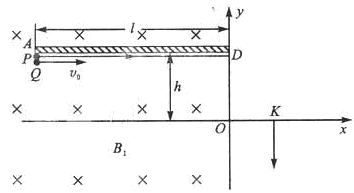 × × × × l y
A
P D
Q v₀ h
× × × × O K x
B₁
× × × ×